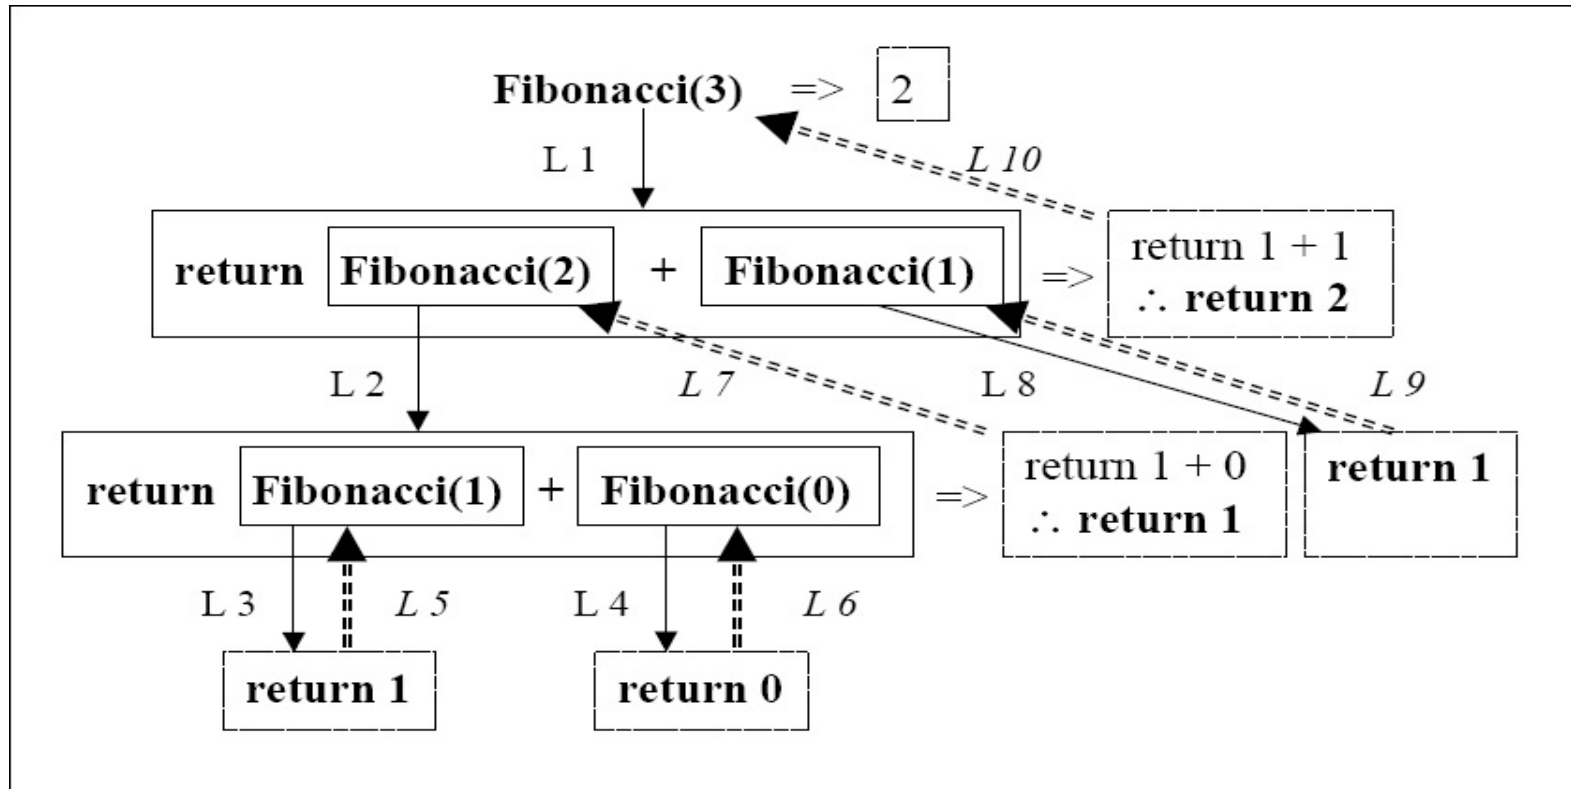 Fibonacci(3) => 2
L 1
L 10
return Fibonacci(2) + Fibonacci(1) =>
return 1 + 1
∴ return 2
L 2
L 7
L 8
L 9
return Fibonacci(1) + Fibonacci(0) =>
return 1 + 0
∴ return 1
return 1
L 3
L 5
L 4
L 6
return 1
return 0